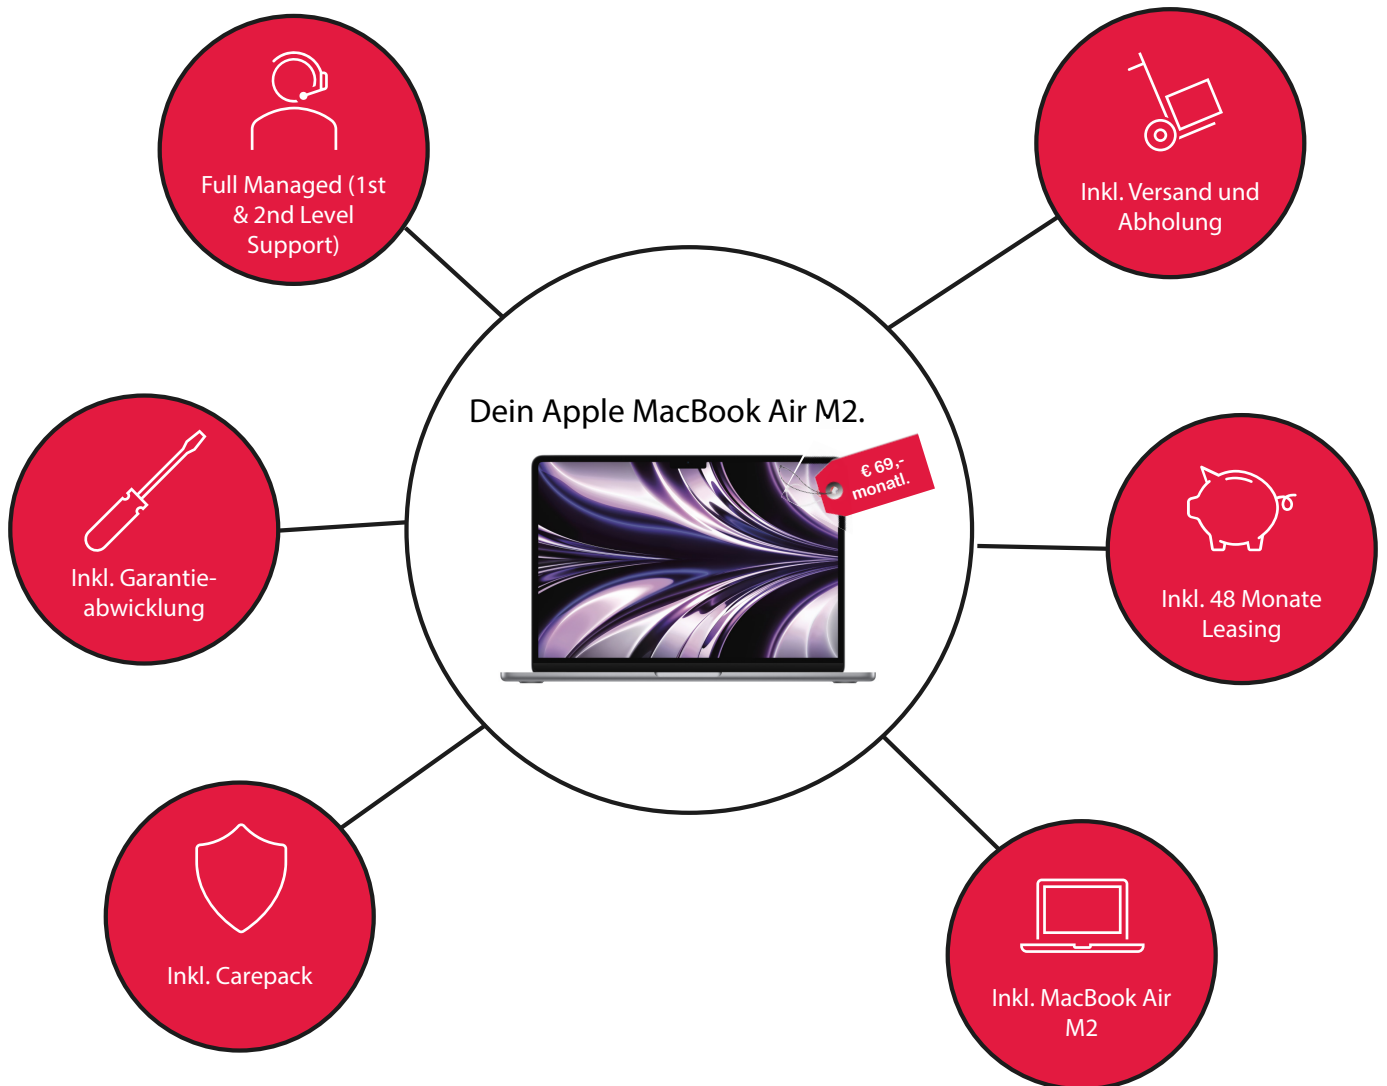 Full Managed (1st
& 2nd Level
Support)
Inkl. Versand und
Abholung
Dein Apple MacBook Air M2.
€ 69,-
monatl.
Inkl. Garantie-
abwicklung
Inkl. 48 Monate
Leasing
Inkl. Carepack
Inkl. MacBook Air
M2